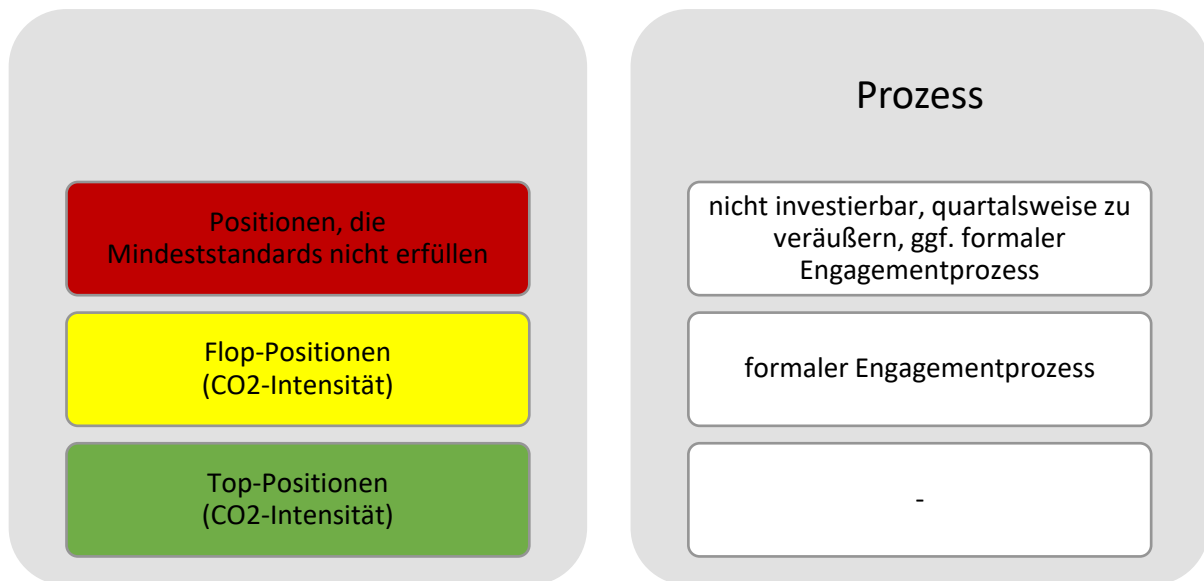 Prozess
Positionen, die
Mindeststandards nicht erfüllen
nicht investierbar, quartalsweise zu
veräußern, ggf. formaler
Engagementprozess
Flop-Positionen
(CO2-Intensität)
formaler Engagementprozess
Top-Positionen
(CO2-Intensität)
-